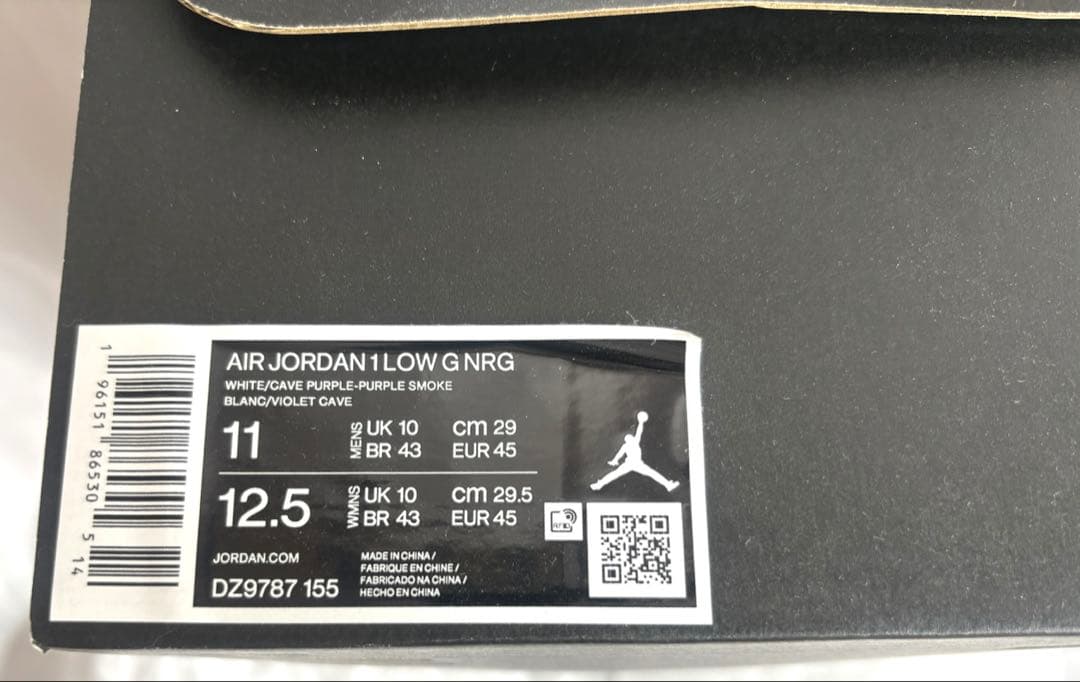 1 96151 86530 5 14
AIR JORDAN 1 LOW G NRG
WHITE/CAVE PURPLE-PURPLE SMOKE
BLANC/VIOLET CAVE
11 MENS UK 10 cm 29
BR 43 EUR 45
12.5 WMNS UK 10 cm 29.5
BR 43 EUR 45
RFID
JORDAN.COM
DZ9787 155
MADE IN CHINA /
FABRIQUE EN CHINE /
FABRICADO NA CHINA /
HECHO EN CHINA